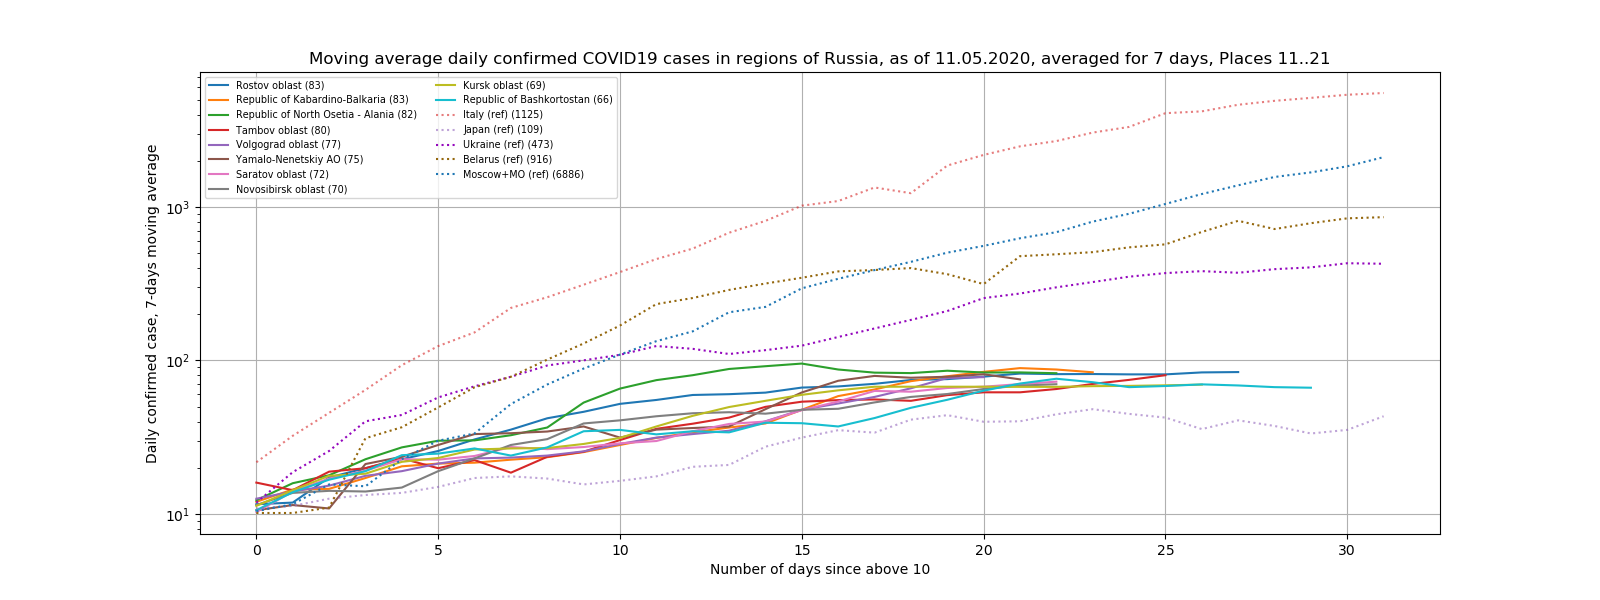 Moving average daily confirmed COVID19 cases in regions of Russia, as of 11.05.2020, averaged for 7 days, Places 11..21
Rostov oblast (83)
Republic of Kabardino-Balkaria (83)
Republic of North Osetia - Alania (82)
Tambov oblast (80)
Volgograd oblast (77)
Yamalo-Nenetskiy AO (75)
Saratov oblast (72)
Novosibirsk oblast (70)
Kursk oblast (69)
Republic of Bashkortostan (66)
Italy (ref) (1125)
Japan (ref) (109)
Ukraine (ref) (473)
Belarus (ref) (916)
Moscow+MO (ref) (6886)
Daily confirmed case, 7-days moving average
10³
10²
10¹
0 5 10 15 20 25 30
Number of days since above 10